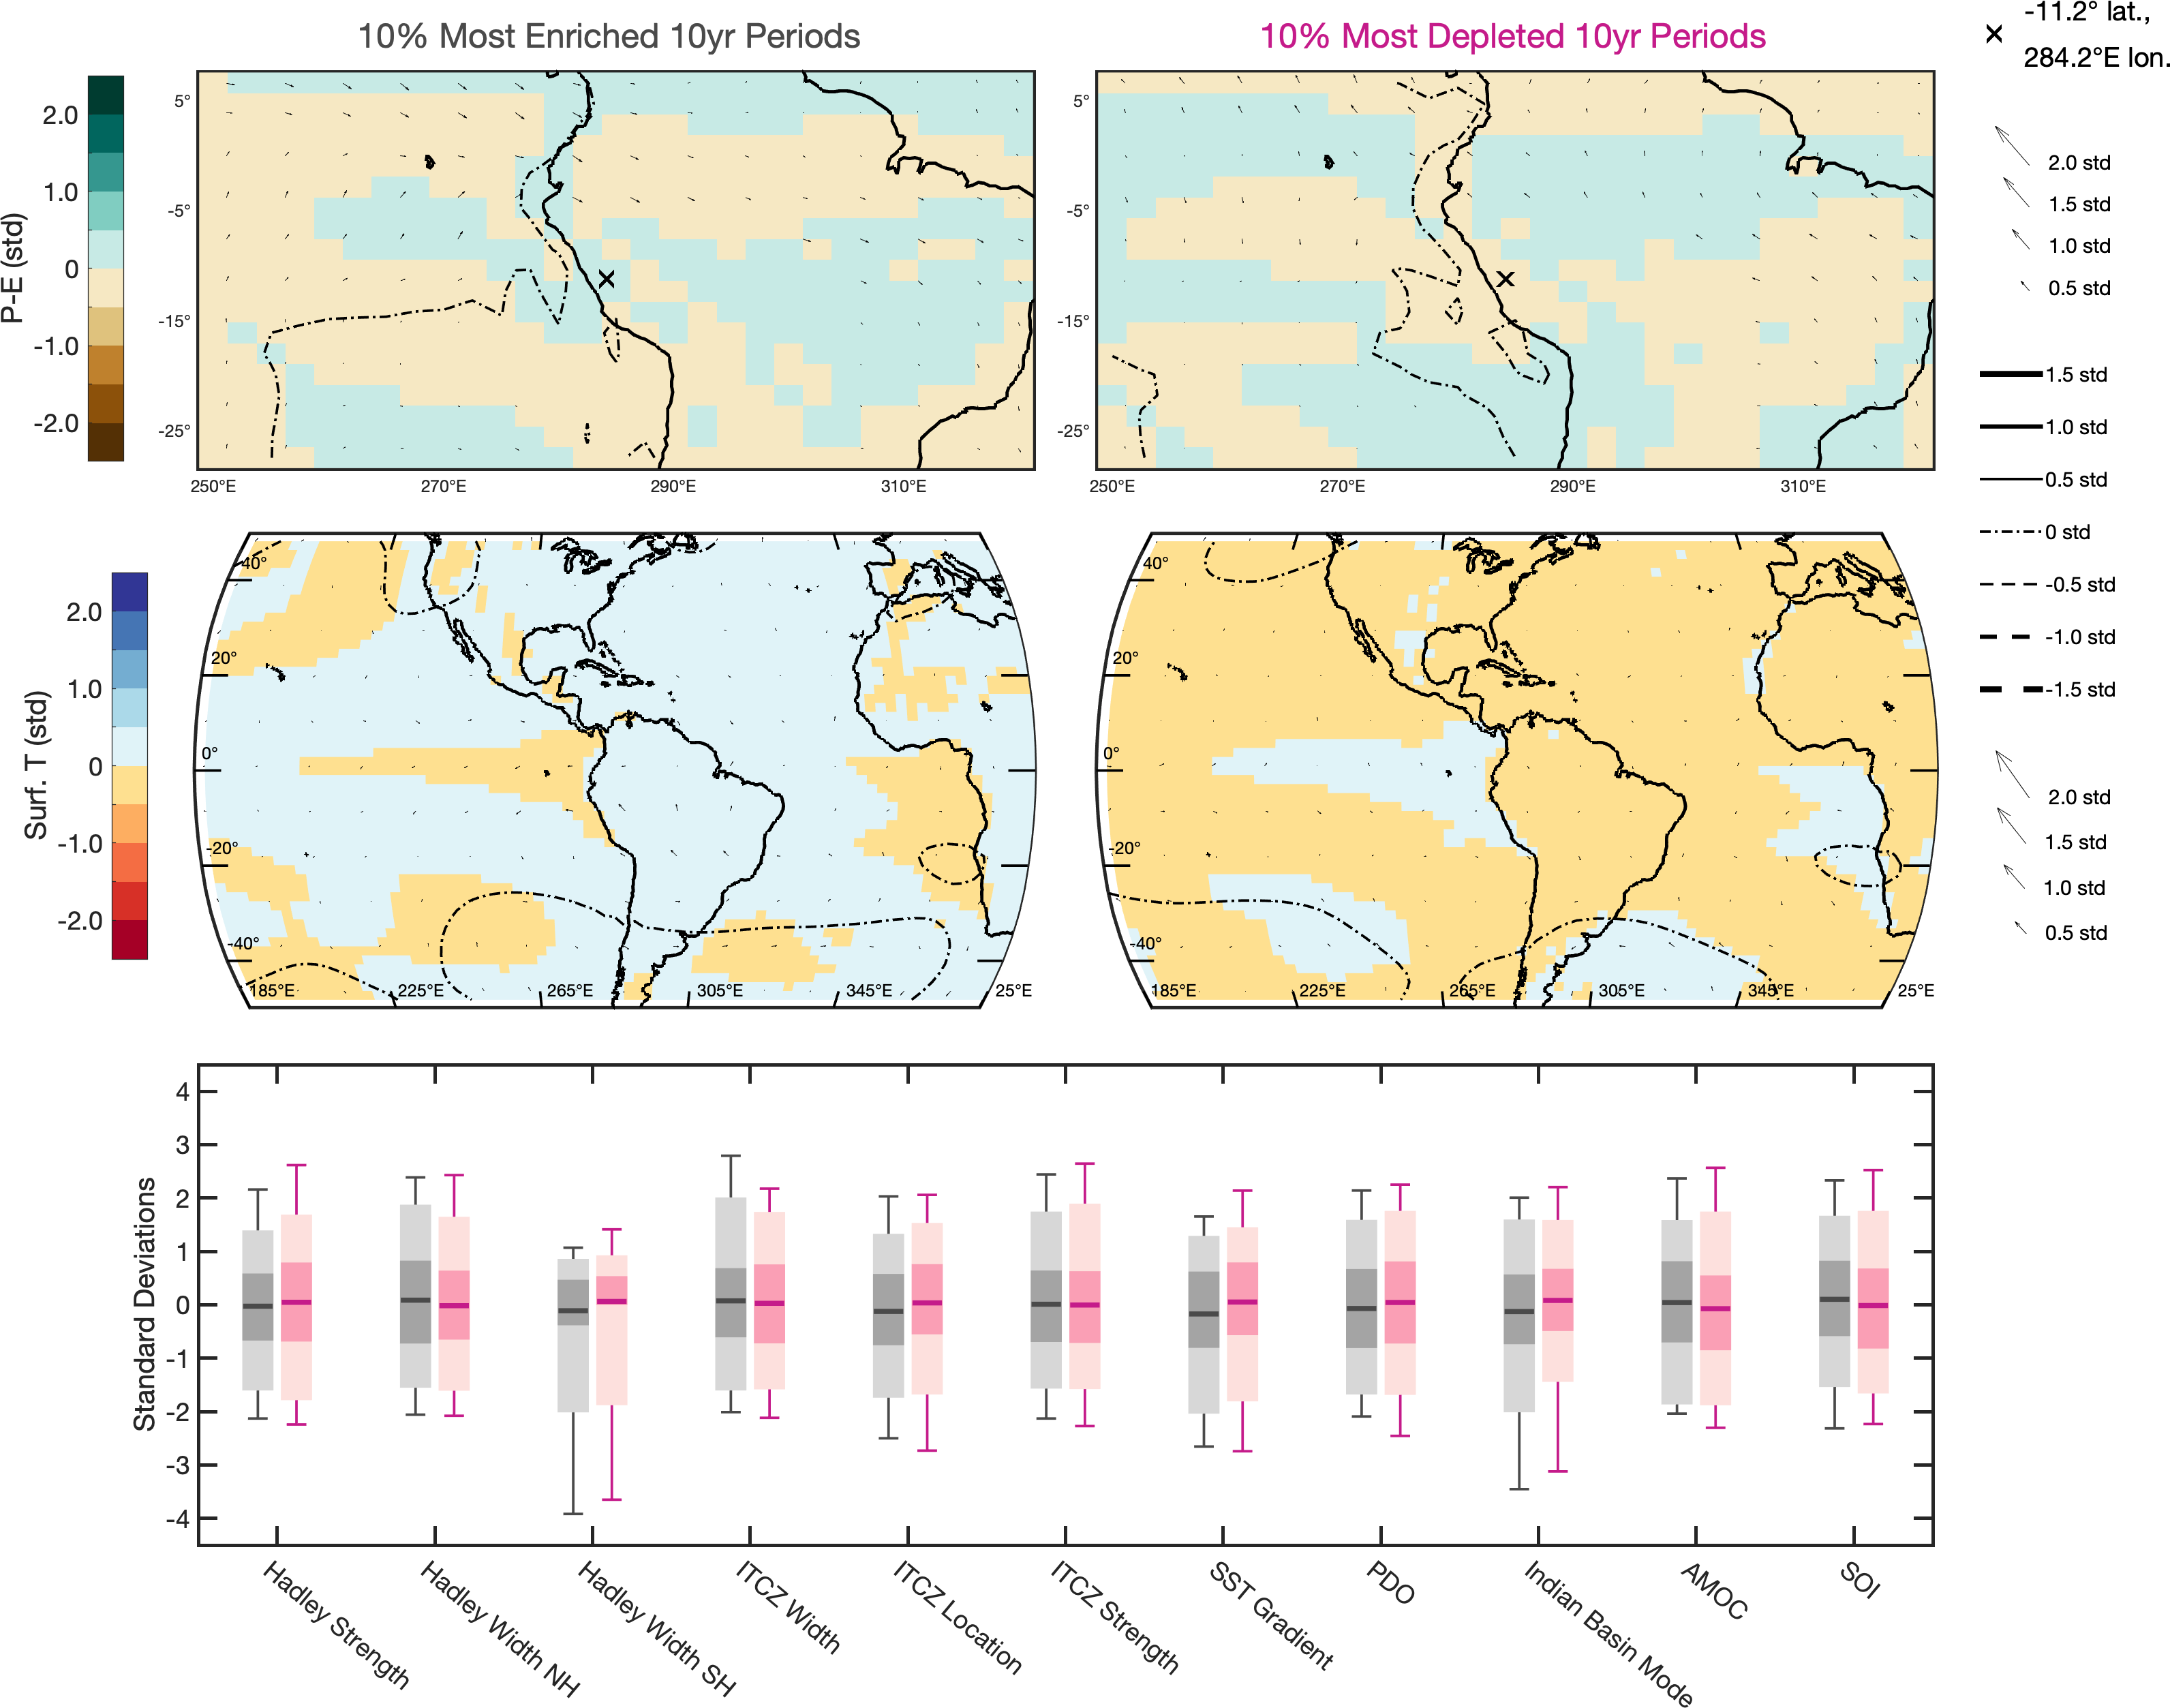 10% Most Enriched 10yr Periods
10% Most Depleted 10yr Periods
-11.2° lat.,
284.2°E lon.
P-E (std)
2.0
1.0
0
-1.0
-2.0
5°
-5°
-15°
-25°
250°E
270°E
290°E
310°E
5°
-5°
-15°
-25°
250°E
270°E
290°E
310°E
2.0 std
1.5 std
1.0 std
0.5 std
1.5 std
1.0 std
0.5 std
0 std
-0.5 std
-1.0 std
-1.5 std
Surf. T (std)
2.0
1.0
0
-1.0
-2.0
40°
20°
0°
-20°
-40°
185°E
225°E
265°E
305°E
345°E
25°E
40°
20°
0°
-20°
-40°
185°E
225°E
265°E
305°E
345°E
25°E
2.0 std
1.5 std
1.0 std
0.5 std
Standard Deviations
4
3
2
1
0
-1
-2
-3
-4
Hadley Strength
Hadley Width NH
Hadley Width SH
ITCZ Width
ITCZ Location
ITCZ Strength
SST Gradient
PDO
Indian Basin Mode
AMOC
SOI